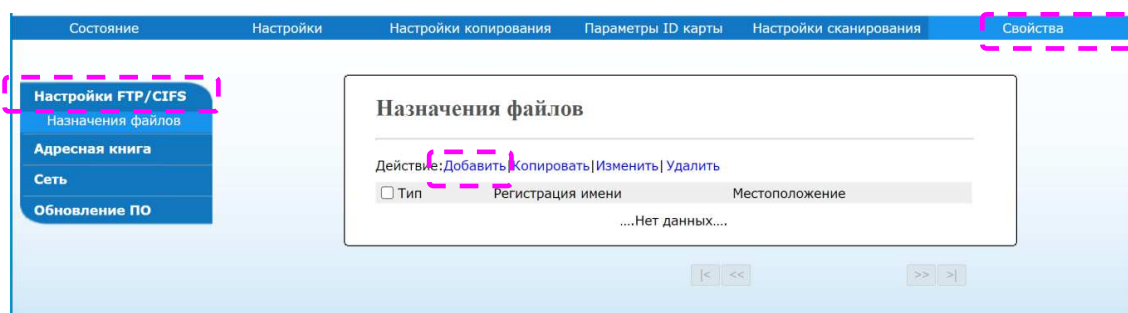 Состояние Настройки Настройки копирования Параметры ID карты Настройки сканирования Свойства
Настройки FTP/CIFS
Назначения файлов
Адресная книга
Сеть
Обновление ПО
Назначения файлов
Действие:Добавить|Копировать|Изменить| Удалить
Тип Регистрация имени Местоположение
....Нет данных....
|< << >> >|